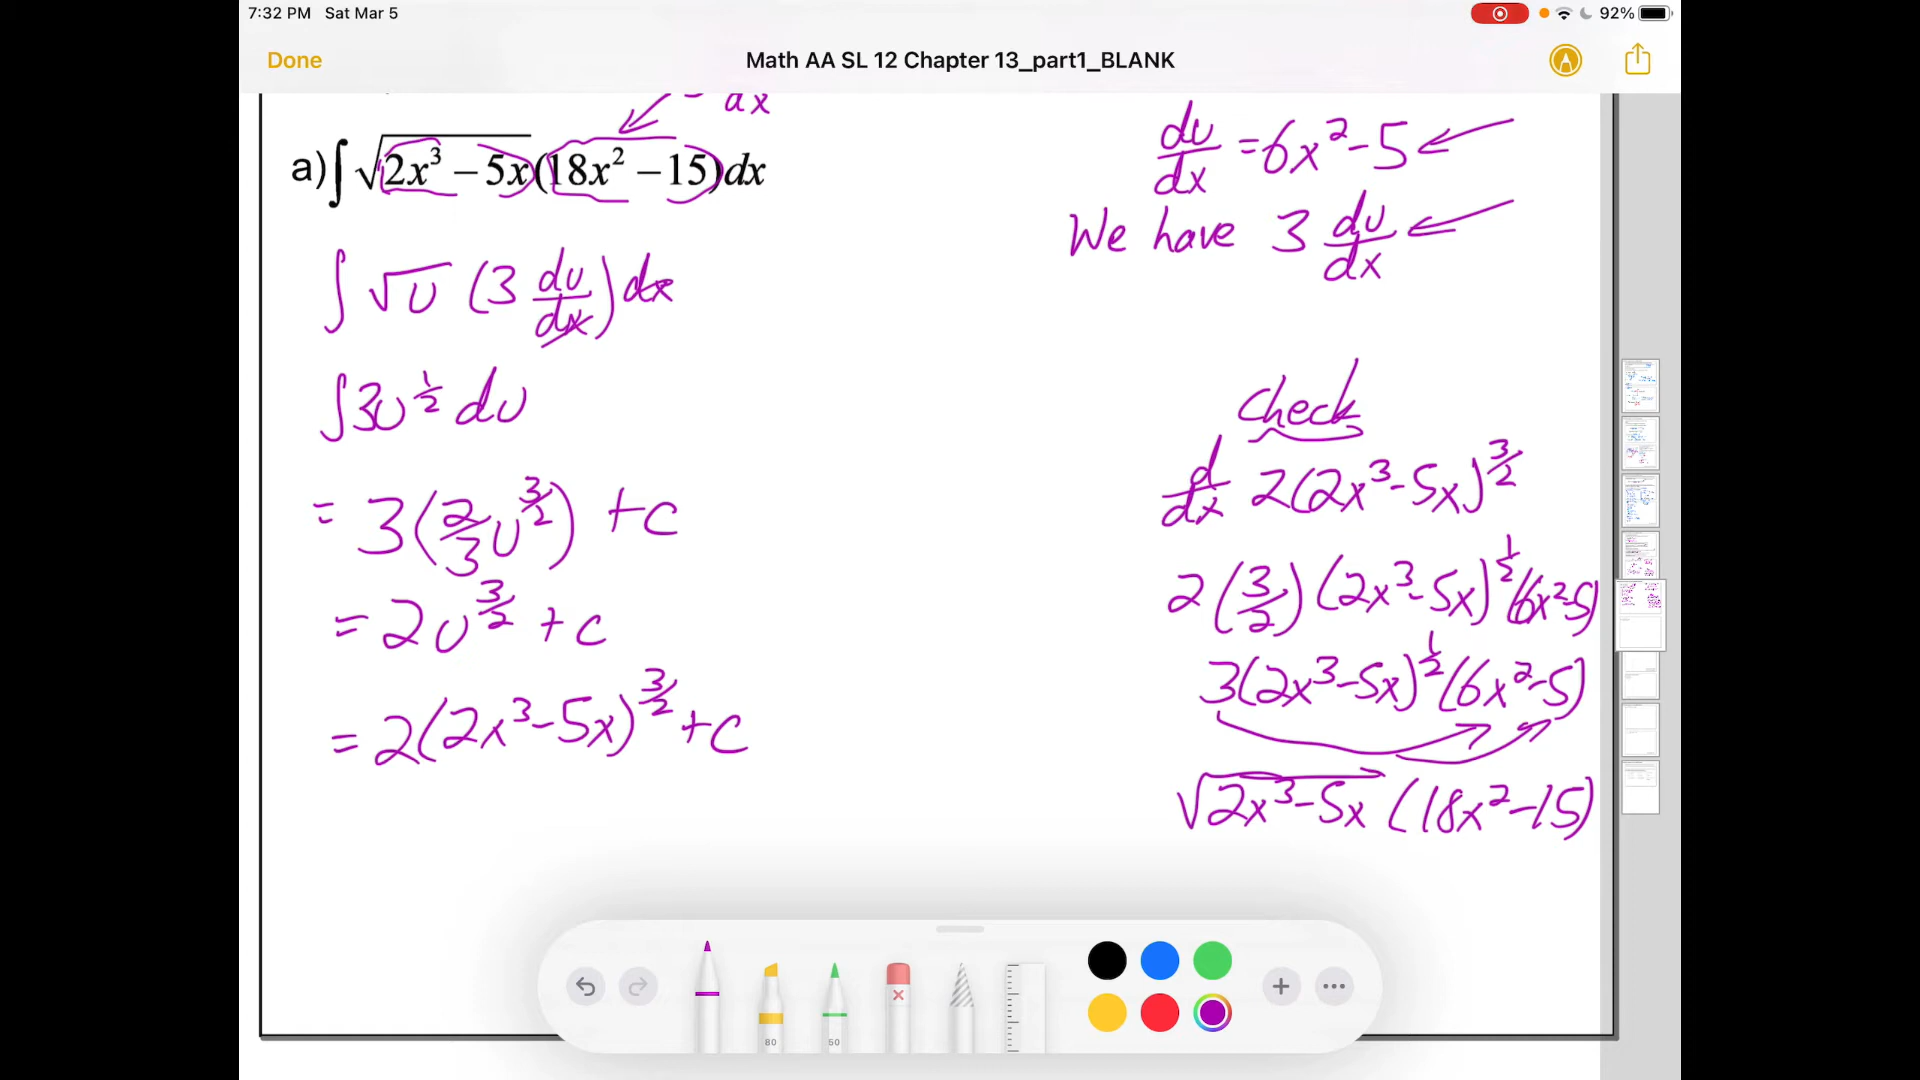 7:32 PM Sat Mar 5
92%
Done
Math AA SL 12 Chapter 13_part1_BLANK
dx
a) ∫ √(2x³ − 5x) (18x² − 15)dx
∫ √u (3 du/dx) dx
∫ 3u^(1/2) du
= 3(2/3 u^(3/2)) + c
= 2u^(3/2) + c
= 2(2x³ - 5x)^(3/2) + c
du/dx = 6x² - 5
We have 3 du/dx
Check
d/dx 2(2x³ - 5x)^(3/2)
2(3/2)(2x³ - 5x)^(1/2)(6x² - 5)
3(2x³ - 5x)^(1/2)(6x² - 5)
√(2x³ - 5x) (18x² - 15)
80
50